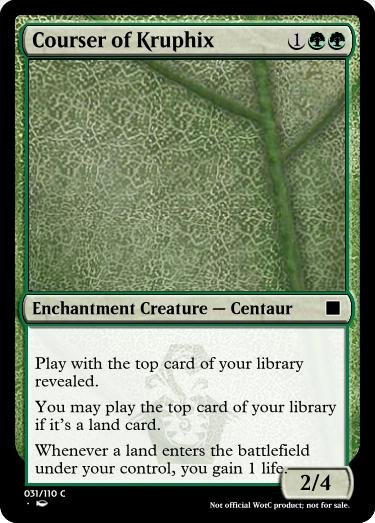 Courser of Kruphix 1
Enchantment Creature — Centaur
Play with the top card of your library
revealed.
You may play the top card of your library
if it's a land card.
Whenever a land enters the battlefield
under your control, you gain 1 life.
2/4
031/110 C
Not official WotC product; not for sale.